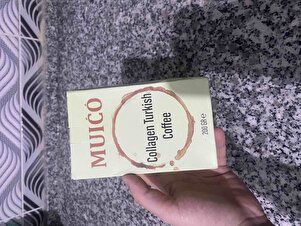 MUICO
Collagen Turkish
Coffee
200 GR e